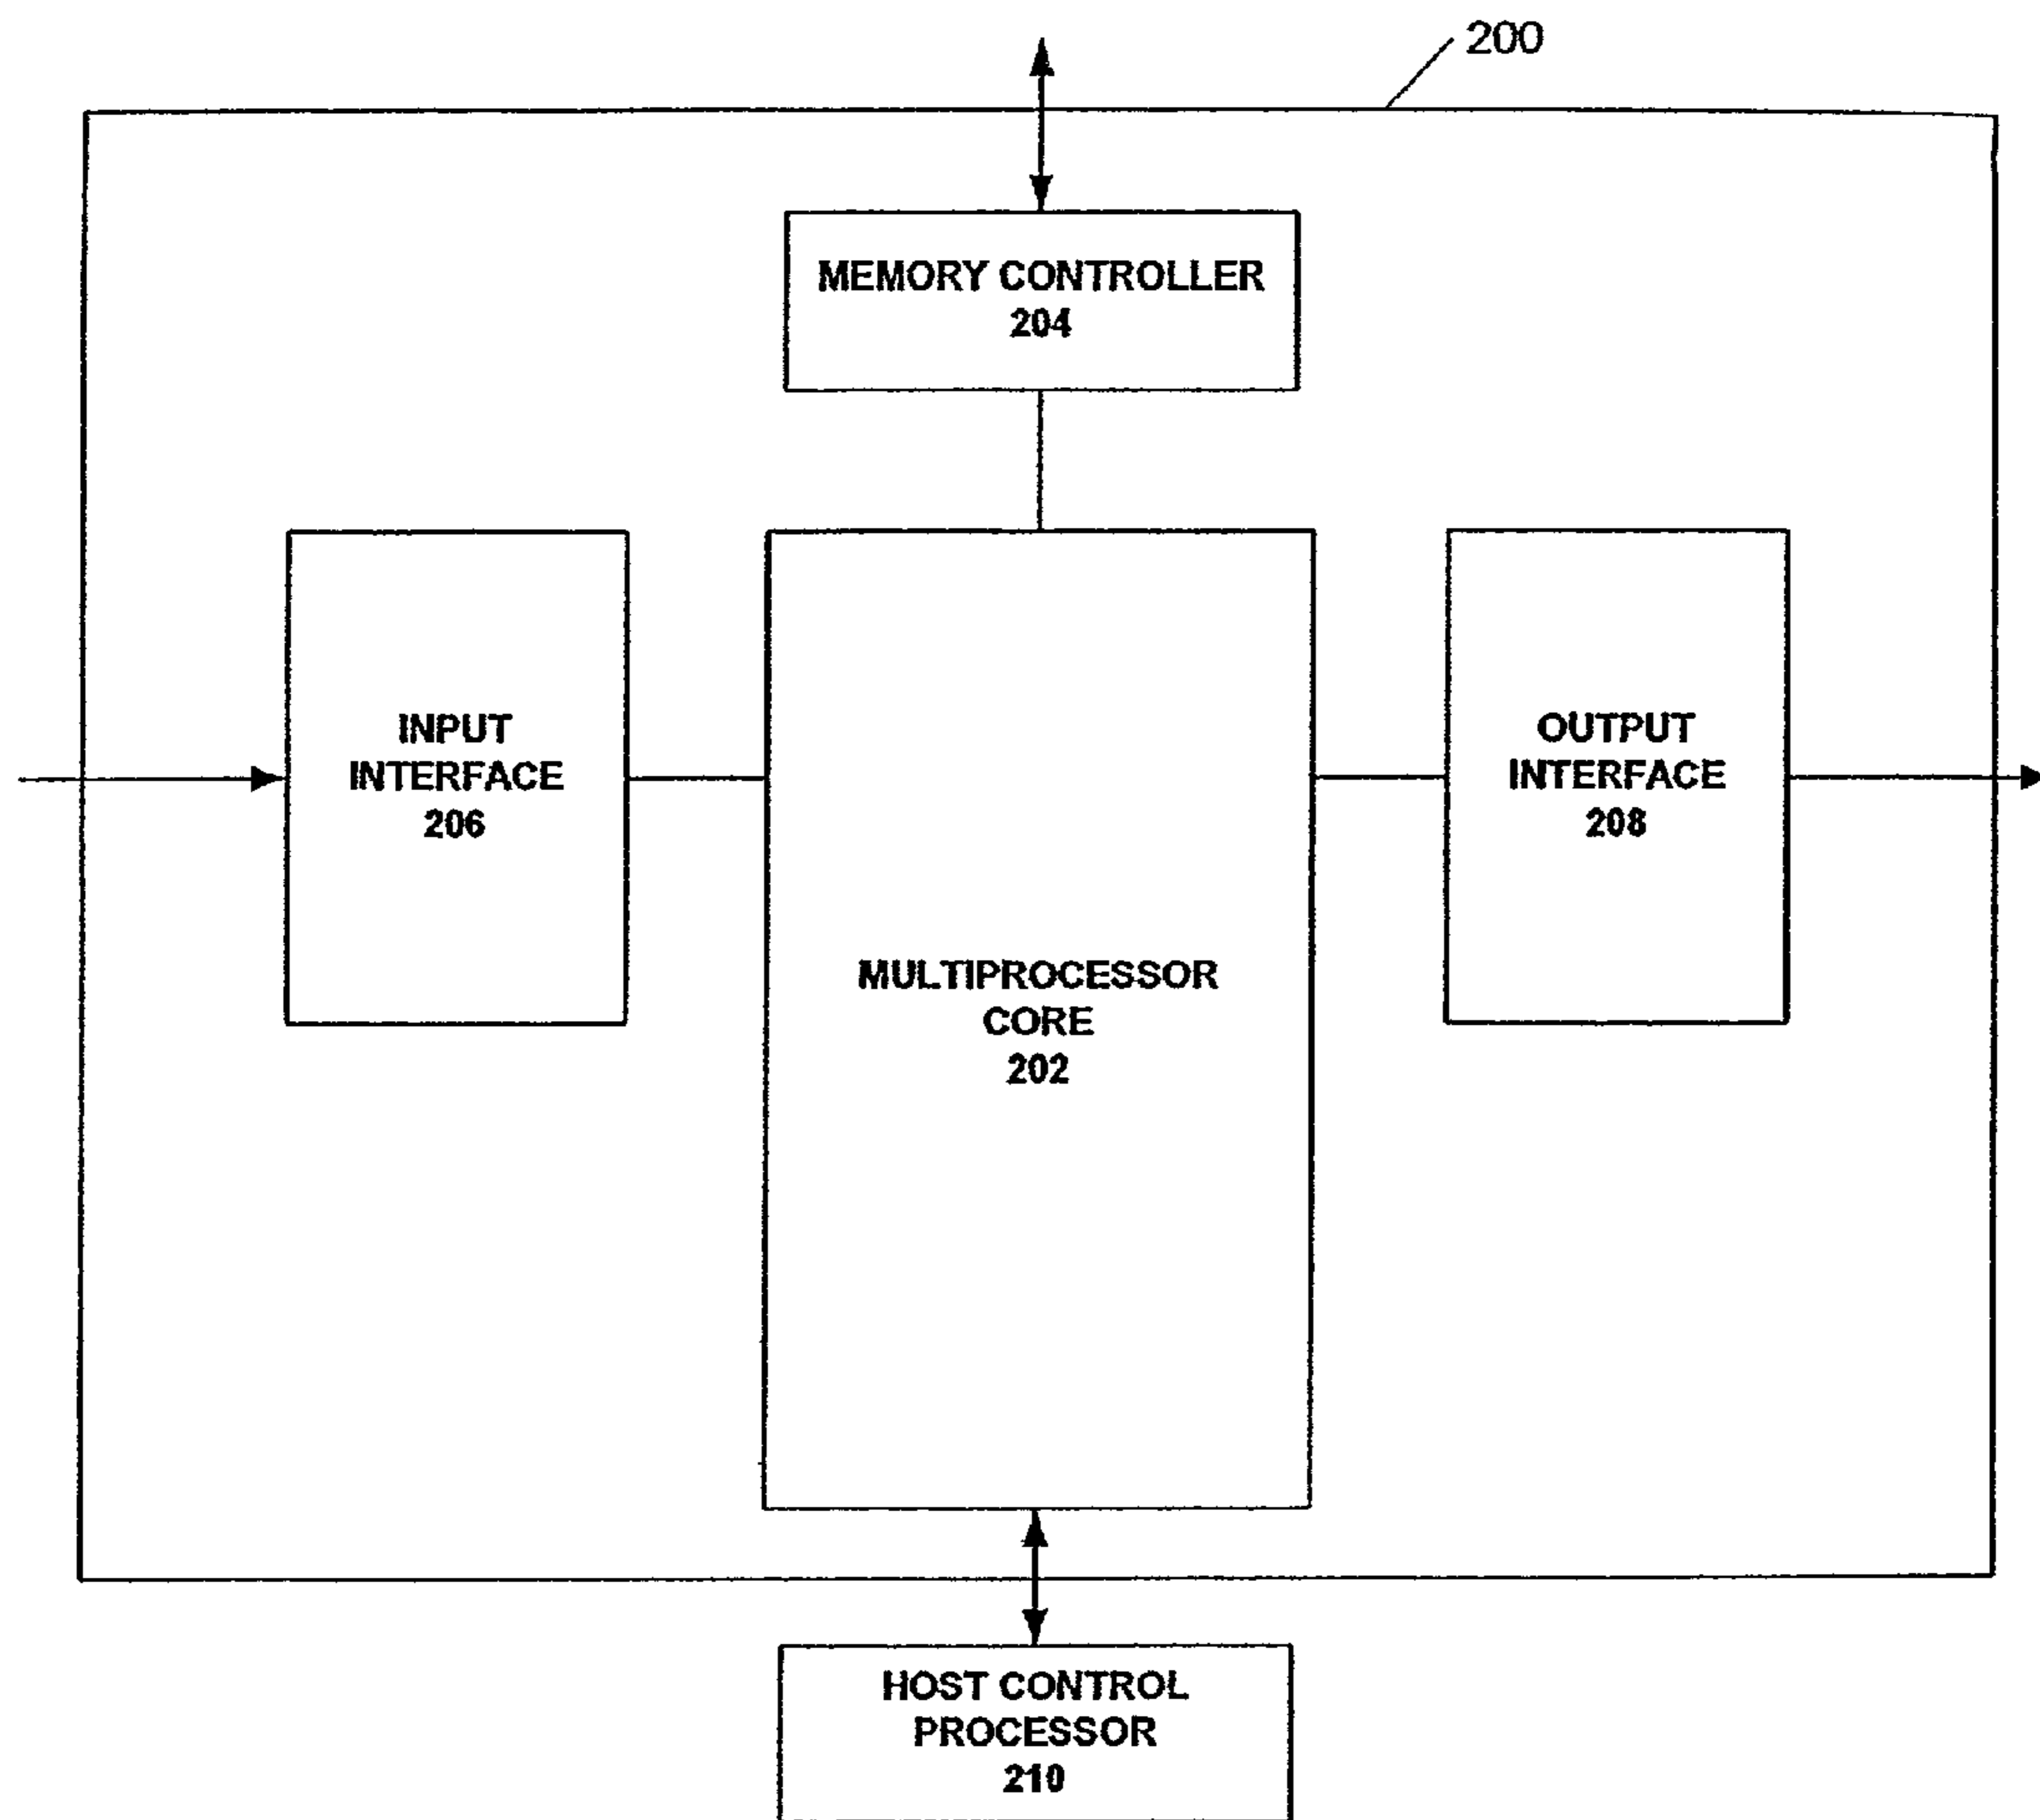 200
MEMORY CONTROLLER
204
INPUT
INTERFACE
206
MULTIPROCESSOR
CORE
202
OUTPUT
INTERFACE
208
HOST CONTROL
PROCESSOR
210